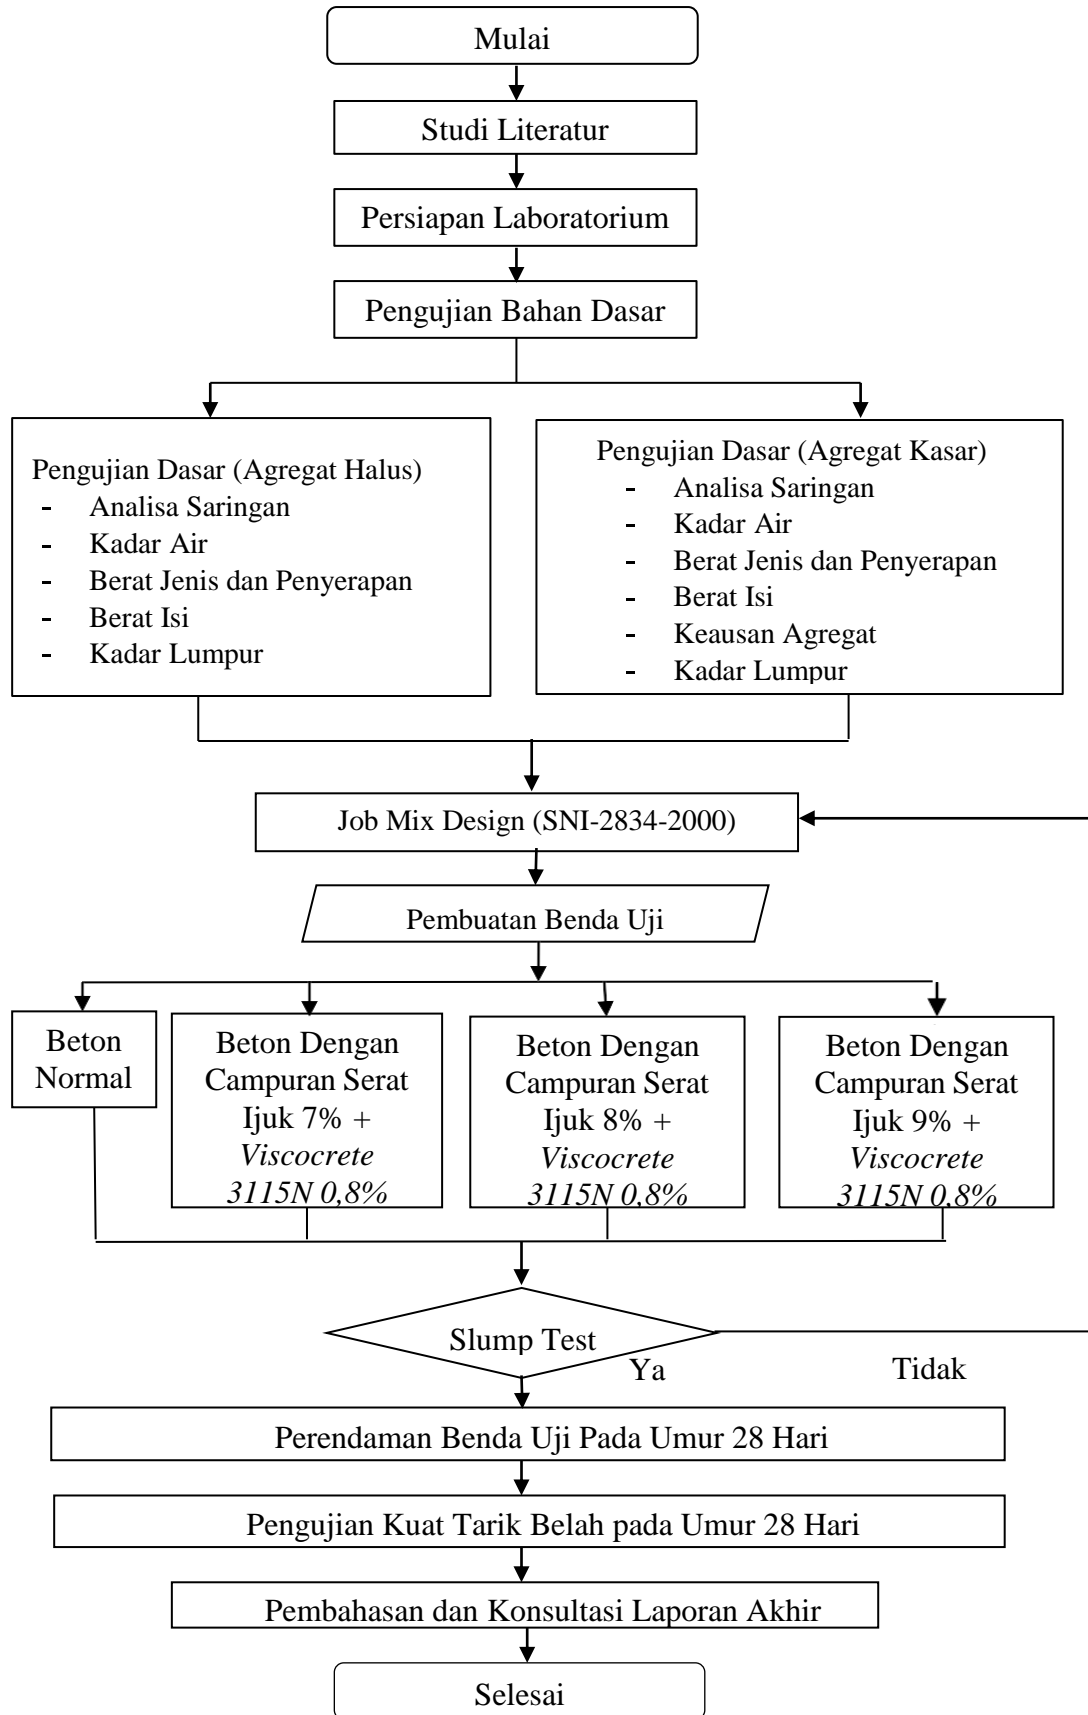 Mulai
Studi Literatur
Persiapan Laboratorium
Pengujian Bahan Dasar
Pengujian Dasar (Agregat Halus)
- Analisa Saringan
- Kadar Air
- Berat Jenis dan Penyerapan
- Berat Isi
- Kadar Lumpur
Pengujian Dasar (Agregat Kasar)
- Analisa Saringan
- Kadar Air
- Berat Jenis dan Penyerapan
- Berat Isi
- Keausan Agregat
- Kadar Lumpur
Job Mix Design (SNI-2834-2000)
Pembuatan Benda Uji
Beton
Normal
Beton Dengan
Campuran Serat
Ijuk 7% +
Viscocrete
3115N 0,8%
Beton Dengan
Campuran Serat
Ijuk 8% +
Viscocrete
3115N 0,8%
Beton Dengan
Campuran Serat
Ijuk 9% +
Viscocrete
3115N 0,8%
Slump Test
Ya
Tidak
Perendaman Benda Uji Pada Umur 28 Hari
Pengujian Kuat Tarik Belah pada Umur 28 Hari
Pembahasan dan Konsultasi Laporan Akhir
Selesai